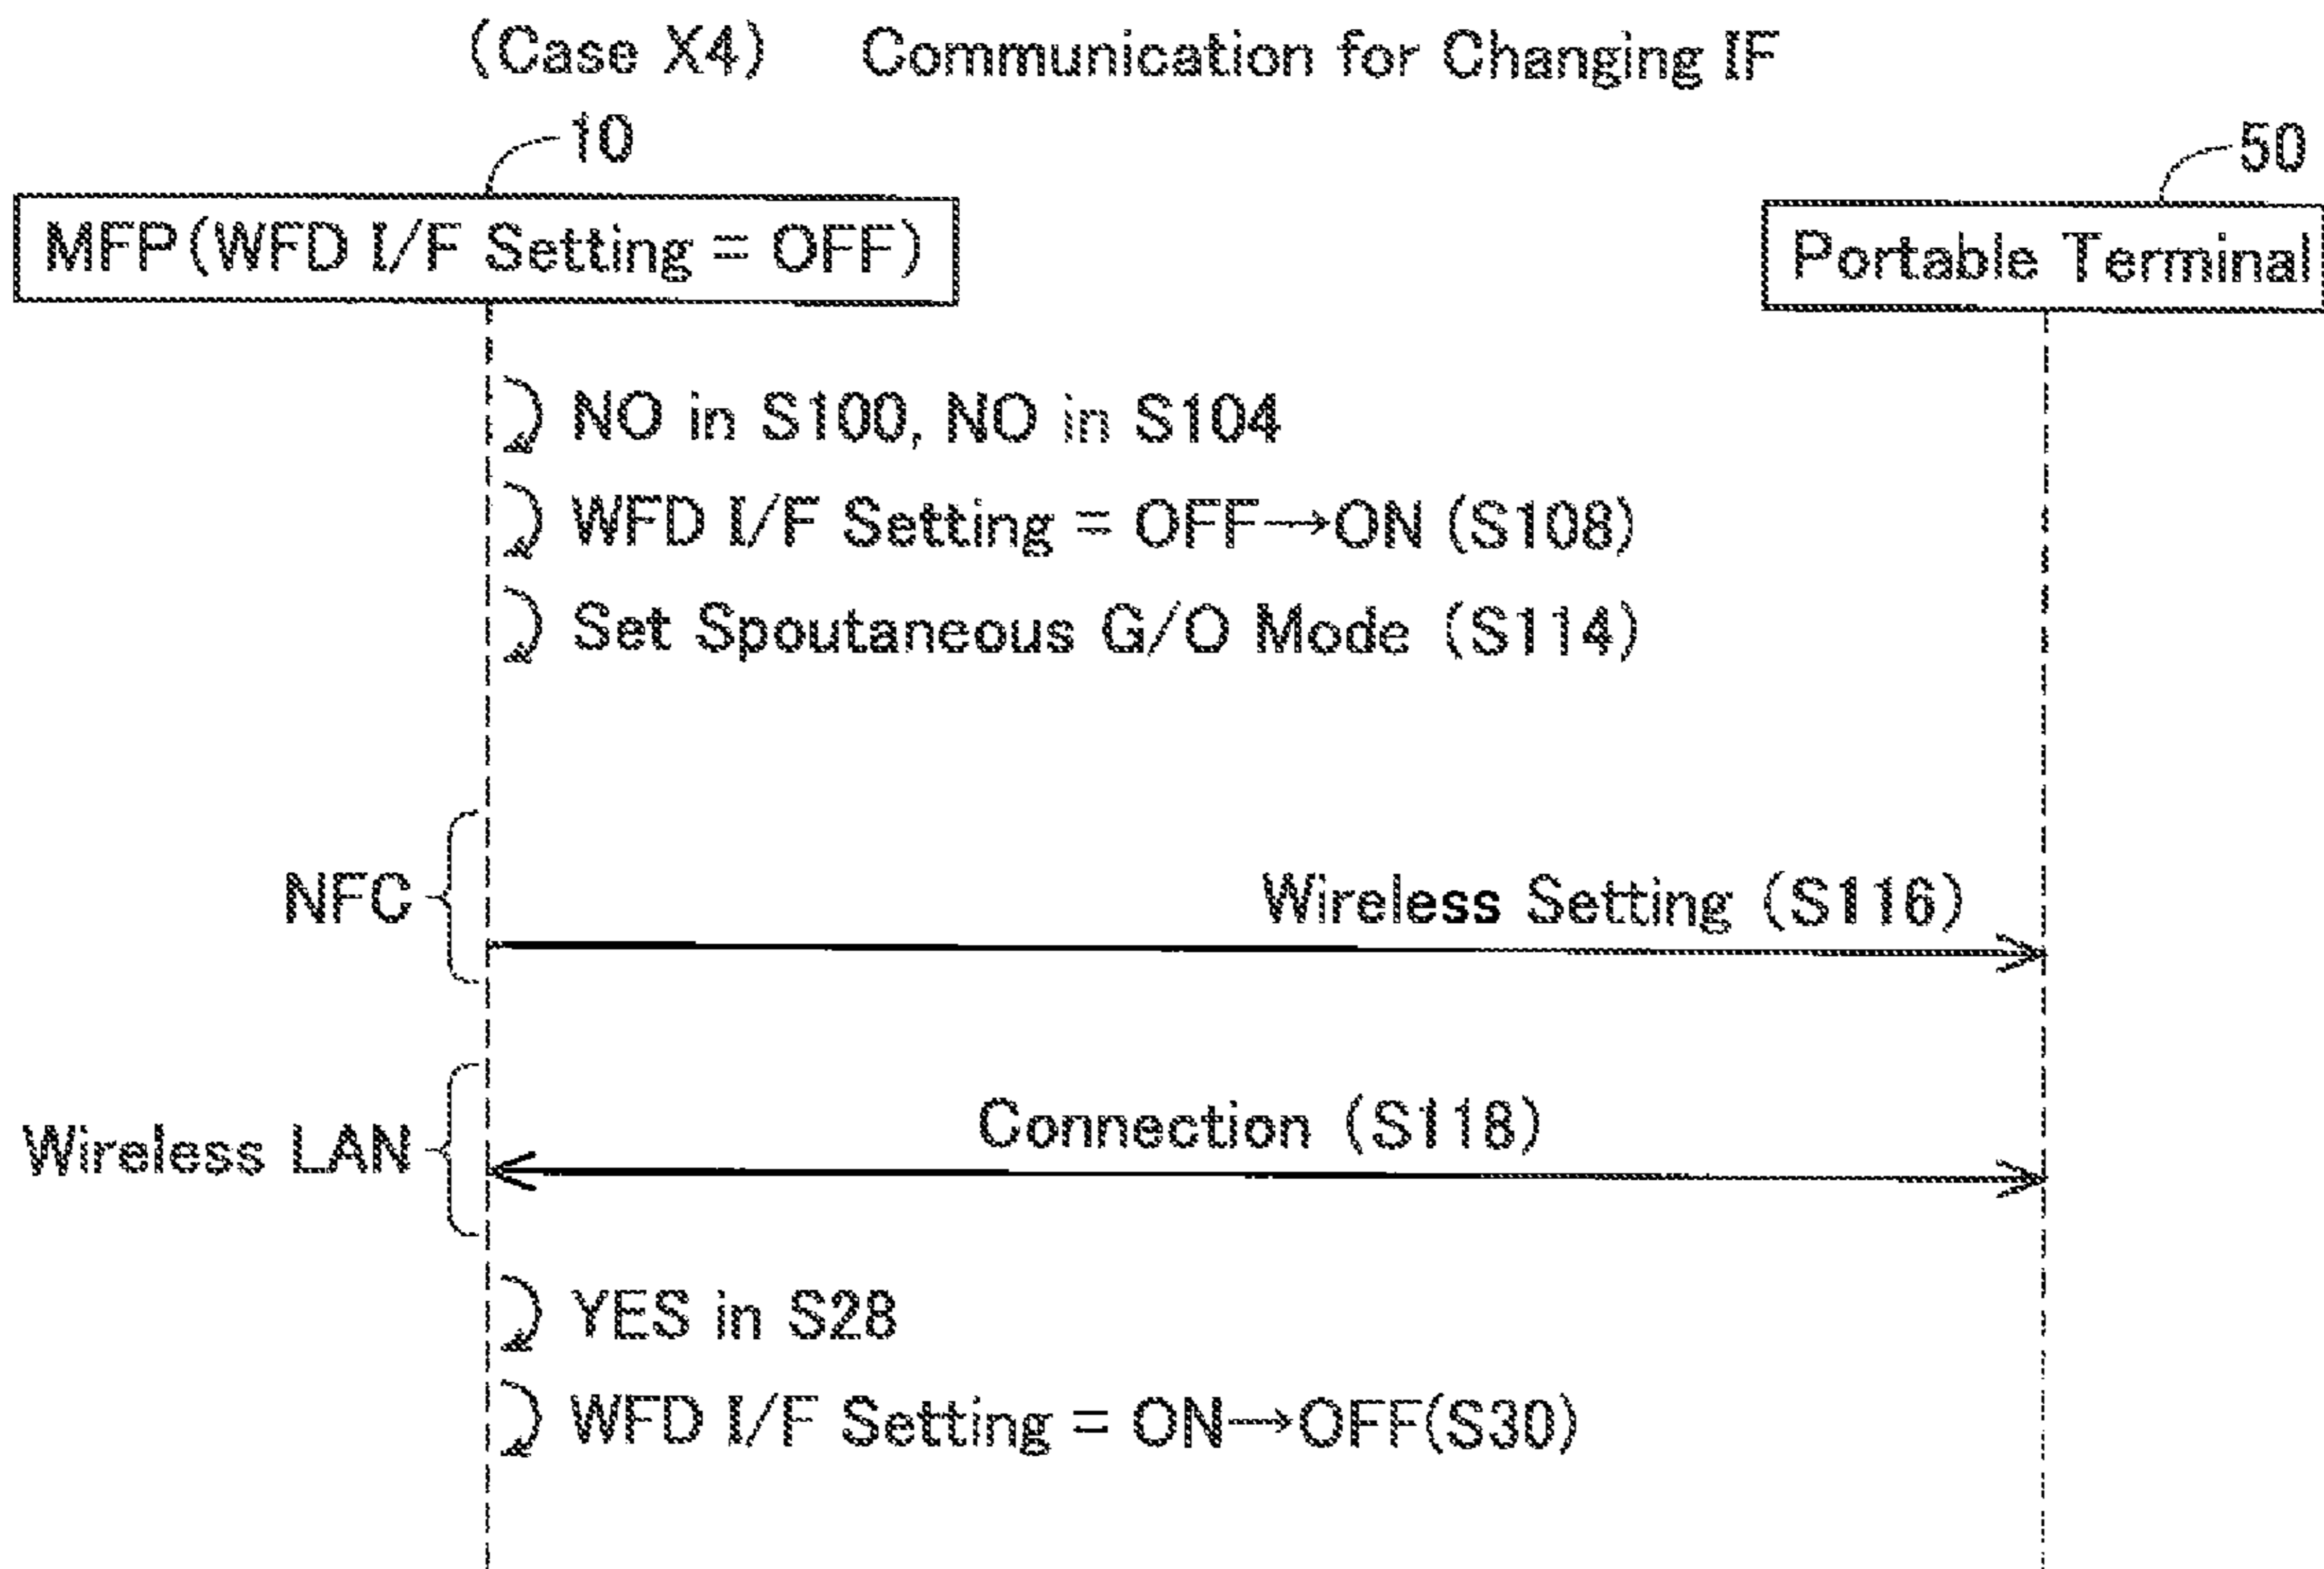 (Case X4) Communication for Changing IF
10
50
MFP(WFD I/F Setting = OFF)
Portable Terminal
NO in S100, NO in S104
WFD I/F Setting = OFF→ON (S108)
Set Spoutaneous G/O Mode (S114)
NFC
Wireless Setting (S116)
Wireless LAN
Connection (S118)
YES in S28
WFD I/F Setting = ON→OFF(S30)